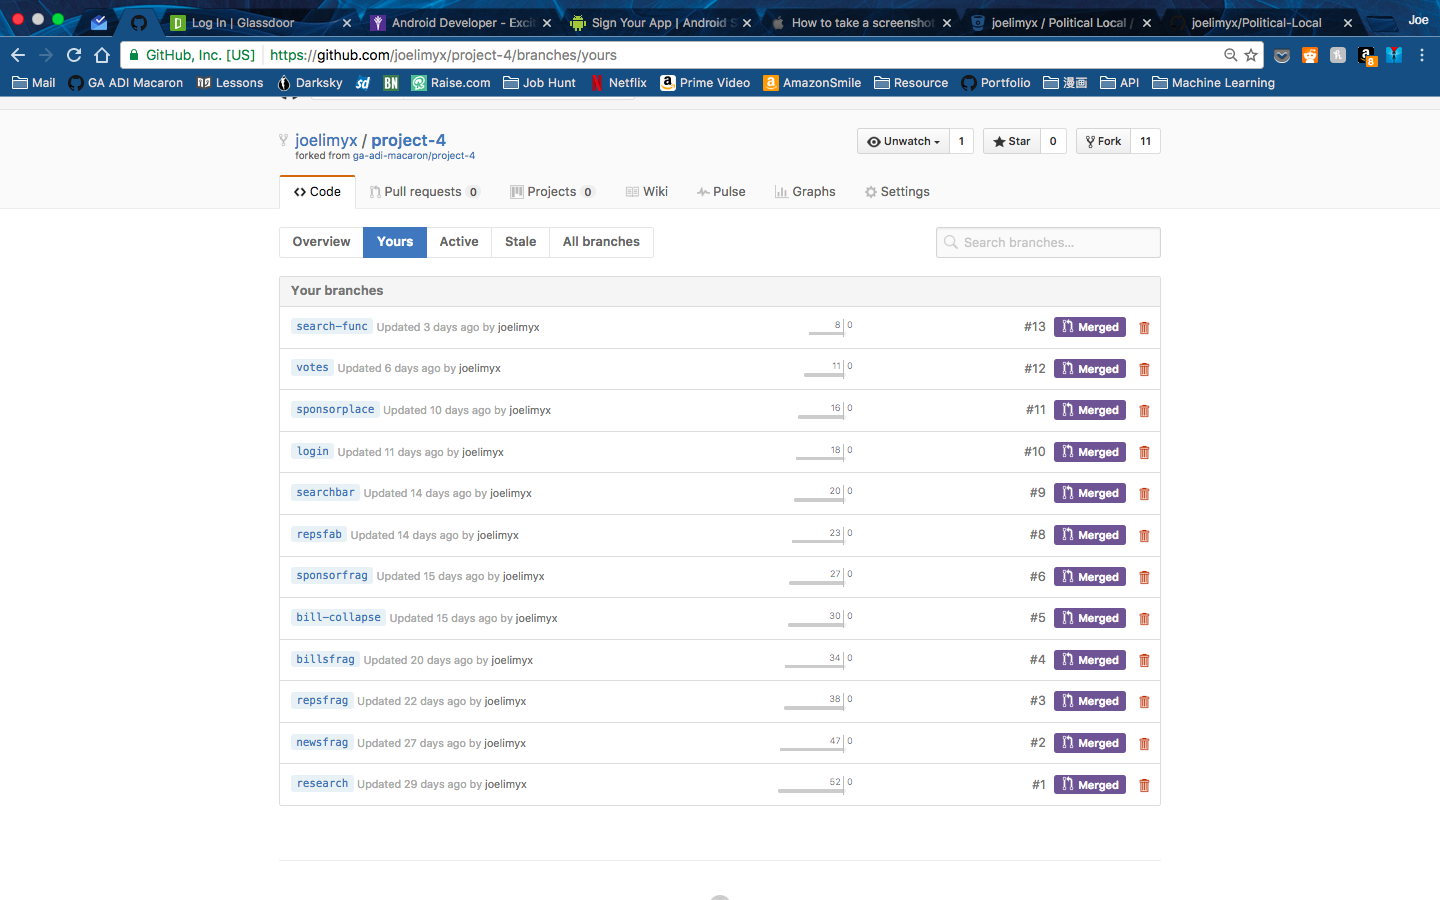 Log In | Glassdoor
Android Developer - Excit
Sign Your App | Android S
How to take a screenshot
joelimyx / Political Local /
joelimyx/Political-Local
Joe
GitHub, Inc. [US] https://github.com/joelimyx/project-4/branches/yours
Mail GA ADI Macaron Lessons Darksky sd BN Raise.com Job Hunt Netflix Prime Video AmazonSmile Resource Portfolio 漫画 API Machine Learning
joelimyx / project-4
forked from ga-adi-macaron/project-4
Unwatch 1 Star 0 Fork 11
Code Pull requests 0 Projects 0 Wiki Pulse Graphs Settings
Overview Yours Active Stale All branches Search branches...
Your branches
search-func Updated 3 days ago by joelimyx 8 0 #13 Merged
votes Updated 6 days ago by joelimyx 11 0 #12 Merged
sponsorplace Updated 10 days ago by joelimyx 16 0 #11 Merged
login Updated 11 days ago by joelimyx 18 0 #10 Merged
searchbar Updated 14 days ago by joelimyx 20 0 #9 Merged
repsfab Updated 14 days ago by joelimyx 23 0 #8 Merged
sponsorfrag Updated 15 days ago by joelimyx 27 0 #6 Merged
bill-collapse Updated 15 days ago by joelimyx 30 0 #5 Merged
billsfrag Updated 20 days ago by joelimyx 34 0 #4 Merged
repsfrag Updated 22 days ago by joelimyx 38 0 #3 Merged
newsfrag Updated 27 days ago by joelimyx 47 0 #2 Merged
research Updated 29 days ago by joelimyx 52 0 #1 Merged